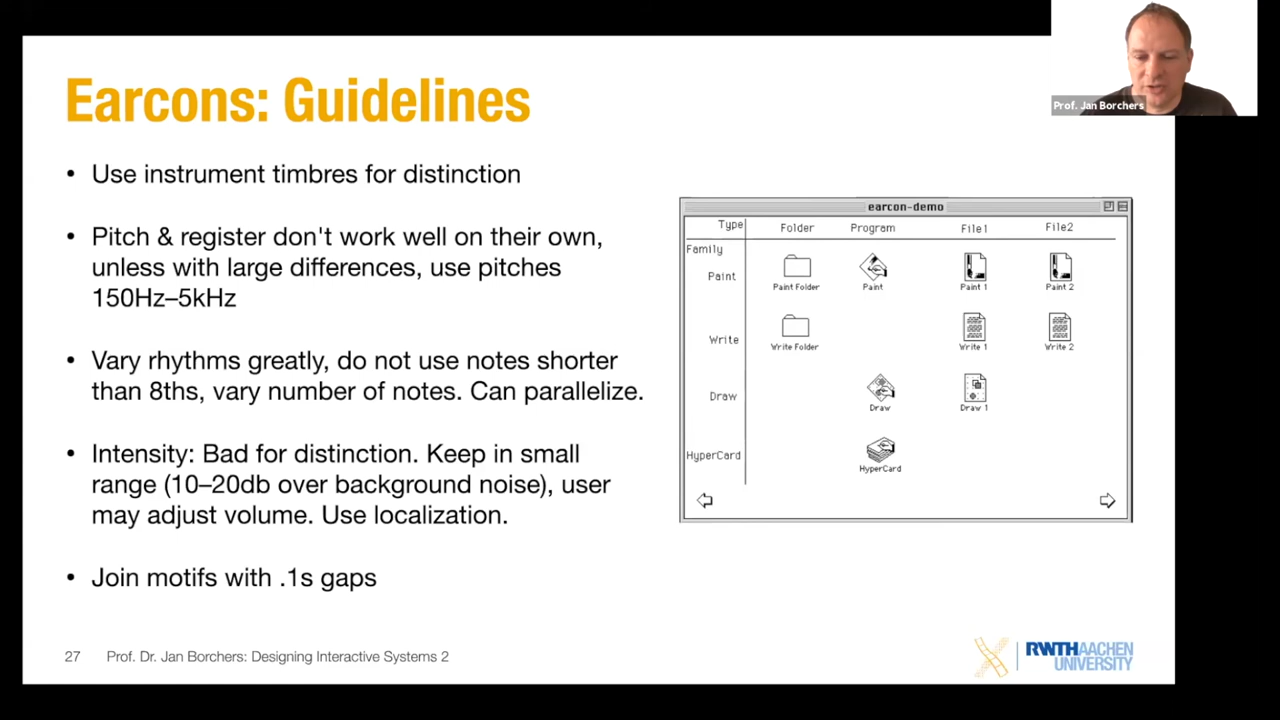 Prof. Jan Borchers
Earcons: Guidelines
• Use instrument timbres for distinction
• Pitch & register don't work well on their own,
unless with large differences, use pitches
150Hz–5kHz
• Vary rhythms greatly, do not use notes shorter
than 8ths, vary number of notes. Can parallelize.
• Intensity: Bad for distinction. Keep in small
range (10–20db over background noise), user
may adjust volume. Use localization.
• Join motifs with .1s gaps
earcon-demo
Type Folder Program File1 File2
Family
Paint
Paint Folder Paint Paint 1 Paint 2
Write
Write Folder Write 1 Write 2
Draw
Draw Draw 1
HyperCard
HyperCard
27 Prof. Dr. Jan Borchers: Designing Interactive Systems 2
RWTHAACHEN
UNIVERSITY